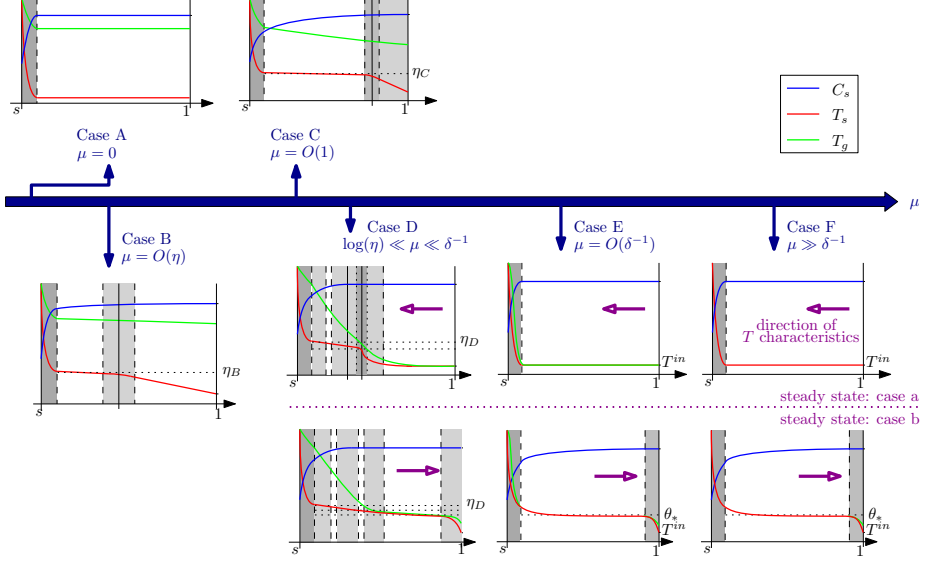 η_C
s
1
s
1
C_s
T_s
T_g
Case A
μ = 0
Case C
μ = O(1)
μ
Case B
μ = O(η)
Case D
log(η) ≪ μ ≪ δ⁻¹
Case E
μ = O(δ⁻¹)
Case F
μ ≫ δ⁻¹
η_B
s
1
η_D
s
1
T^{in}
s
1
direction of
T characteristics
T^{in}
s
1
steady state: case a
steady state: case b
η_D
s
1
θ_*
T^{in}
s
1
θ_*
T^{in}
s
1